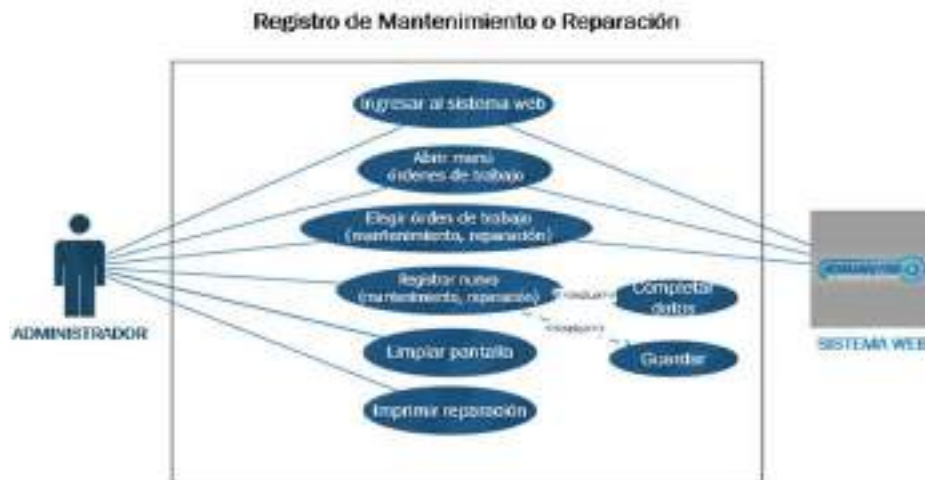 Registro de Mantenimiento o Reparación
Ingresar al sistema web
Abrir menú
órdenes de trabajo
Elegir órden de trabajo
(mantenimiento, reparación)
Registrar nuevo
(mantenimiento, reparación)
Completar
datos
Limpiar pantalla
Guardar
Imprimir reparación
ADMINISTRADOR
SISTEMA WEB